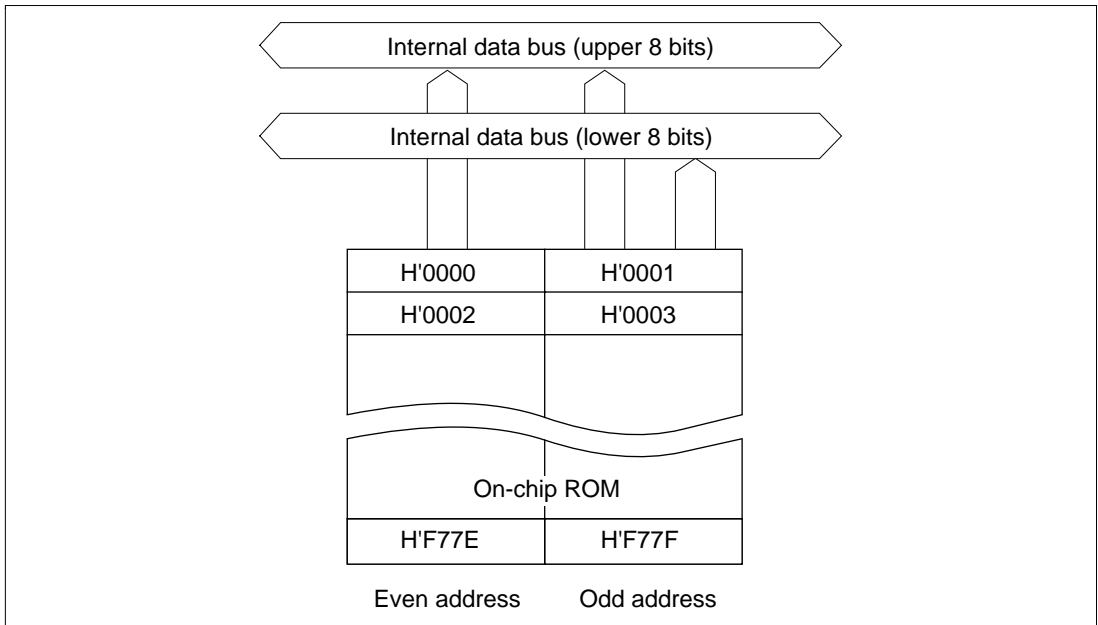 Internal data bus (upper 8 bits)
Internal data bus (lower 8 bits)
H'0000 H'0001
H'0002 H'0003
On-chip ROM
H'F77E H'F77F
Even address Odd address